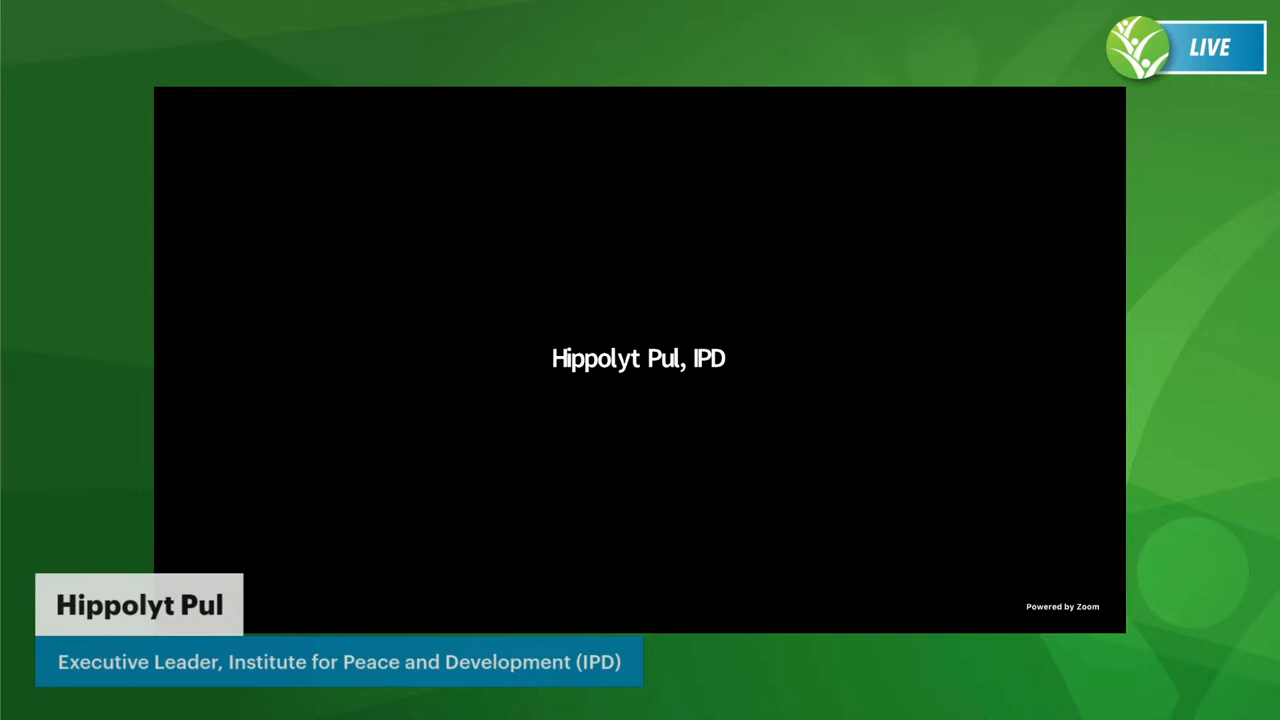 LIVE
Hippolyt Pul, IPD
Powered by Zoom
Hippolyt Pul
Executive Leader, Institute for Peace and Development (IPD)